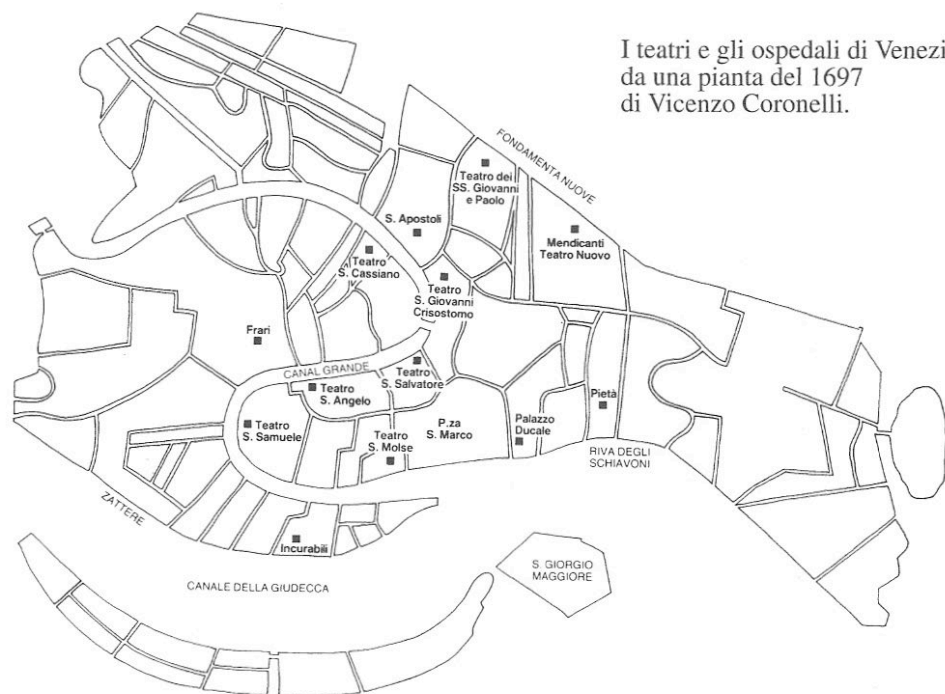 I teatri e gli ospedali di Venezi
da una pianta del 1697
di Vicenzo Coronelli.
FONDAMENTA NUOVE
Teatro dei
SS. Giovanni
e Paolo
S. Apostoli
Mendicanti
Teatro Nuovo
Teatro
S. Cassiano
Teatro
S. Giovanni
Crisostomo
Frari
CANAL GRANDE
Teatro
S. Salvatore
Teatro
S. Angelo
Pietà
Teatro
S. Samuele
P.za
S. Marco
Palazzo
Ducale
Teatro
S. Moise
RIVA DEGLI
SCHIAVONI
ZATTERE
Incurabili
S. GIORGIO
MAGGIORE
CANALE DELLA GIUDECCA